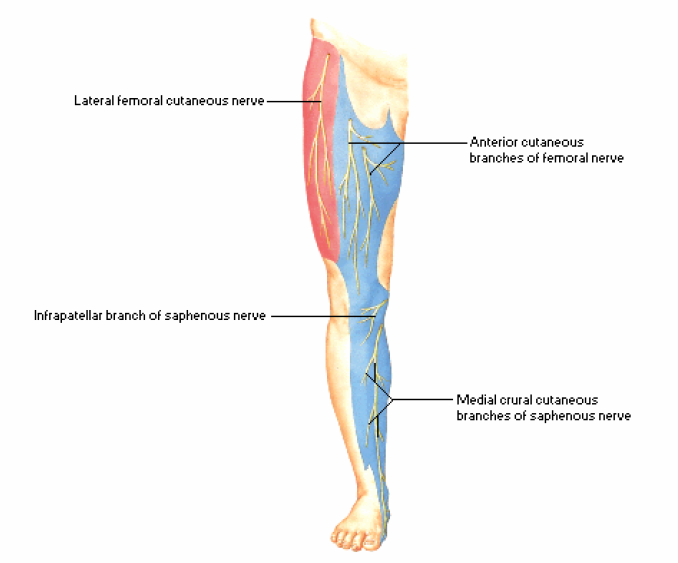 Lateral femoral cutaneous nerve
Anterior cutaneous
branches of femoral nerve
Infrapatellar branch of saphenous nerve
Medial crural cutaneous
branches of saphenous nerve